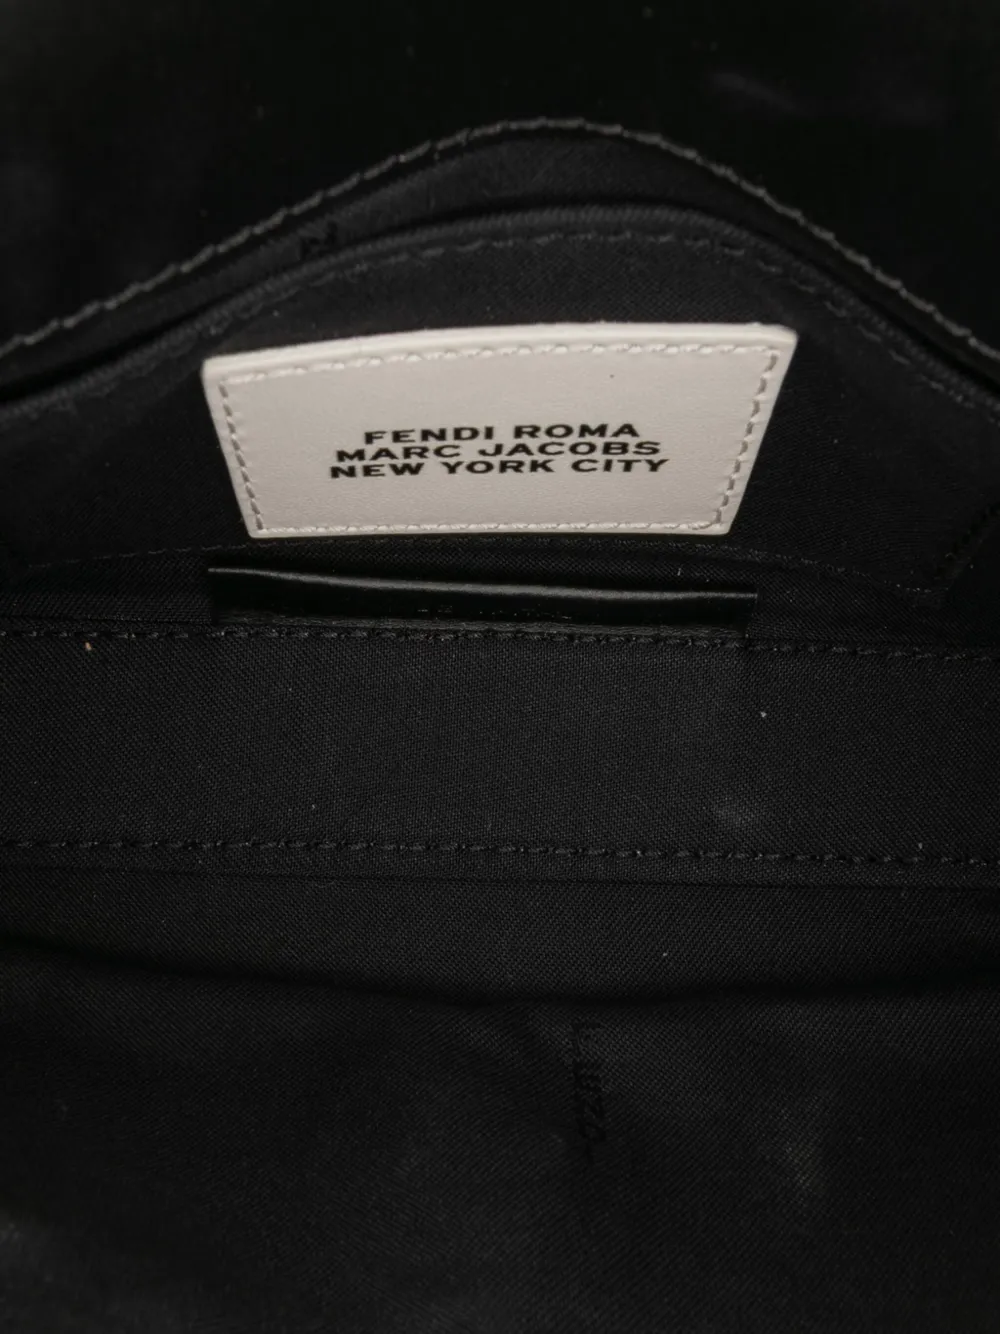 FENDI ROMA
MARC JACOBS
NEW YORK CITY